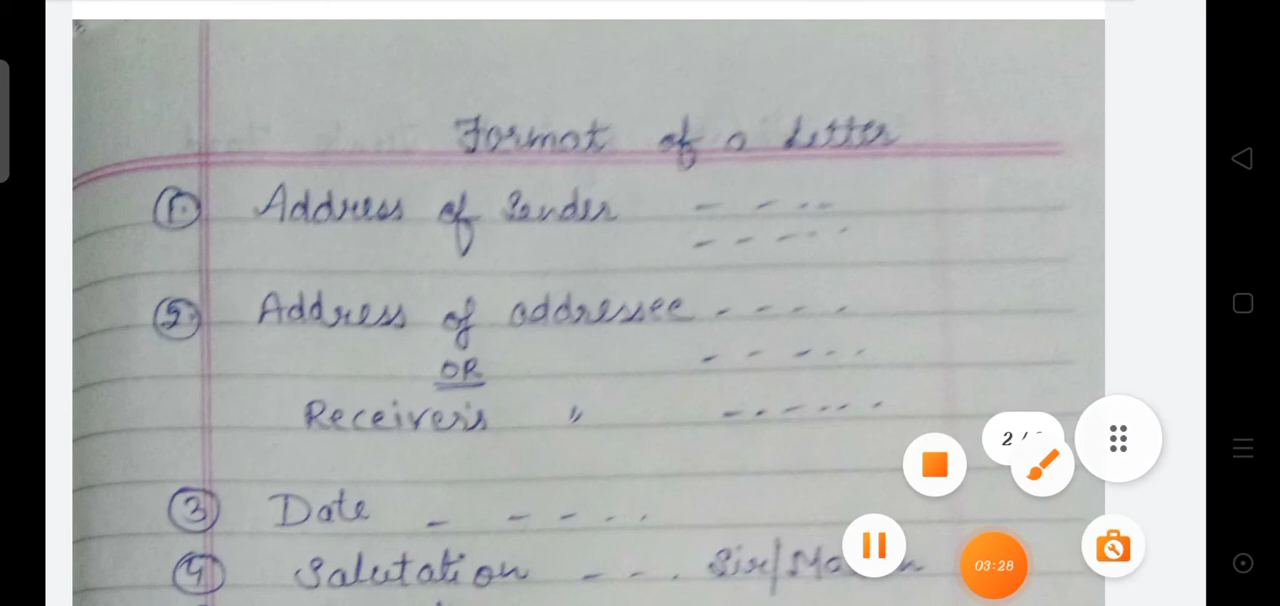 Format of a Letter
① Address of Sender - - - -
- - - - -
② Address of addressee - - - -
OR - - - -
Receiver's " - - - - - -
③ Date - - - - -
④ Salutation - - - Sir/
2 /
03:28